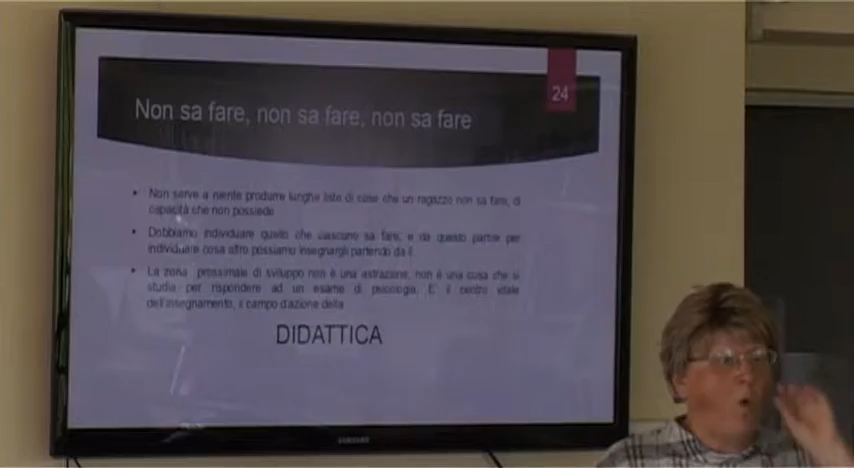 24
Non sa fare, non sa fare, non sa fare
• Non serve a niente produrre lunghe liste di cose che un ragazzo non sa fare, di
capacità che non possiede
• Dobbiamo individuare quello che ciascuno sa fare, e da questo partire per
individuare cosa altro possiamo insegnargli partendo da lì.
• La zona prossimale di sviluppo non è una astrazione, non è una cosa che si
studia per rispondere ad un esame di psicologia. E' il centro vitale
dell'insegnamento, il campo d'azione della
DIDATTICA
SAMSUNG